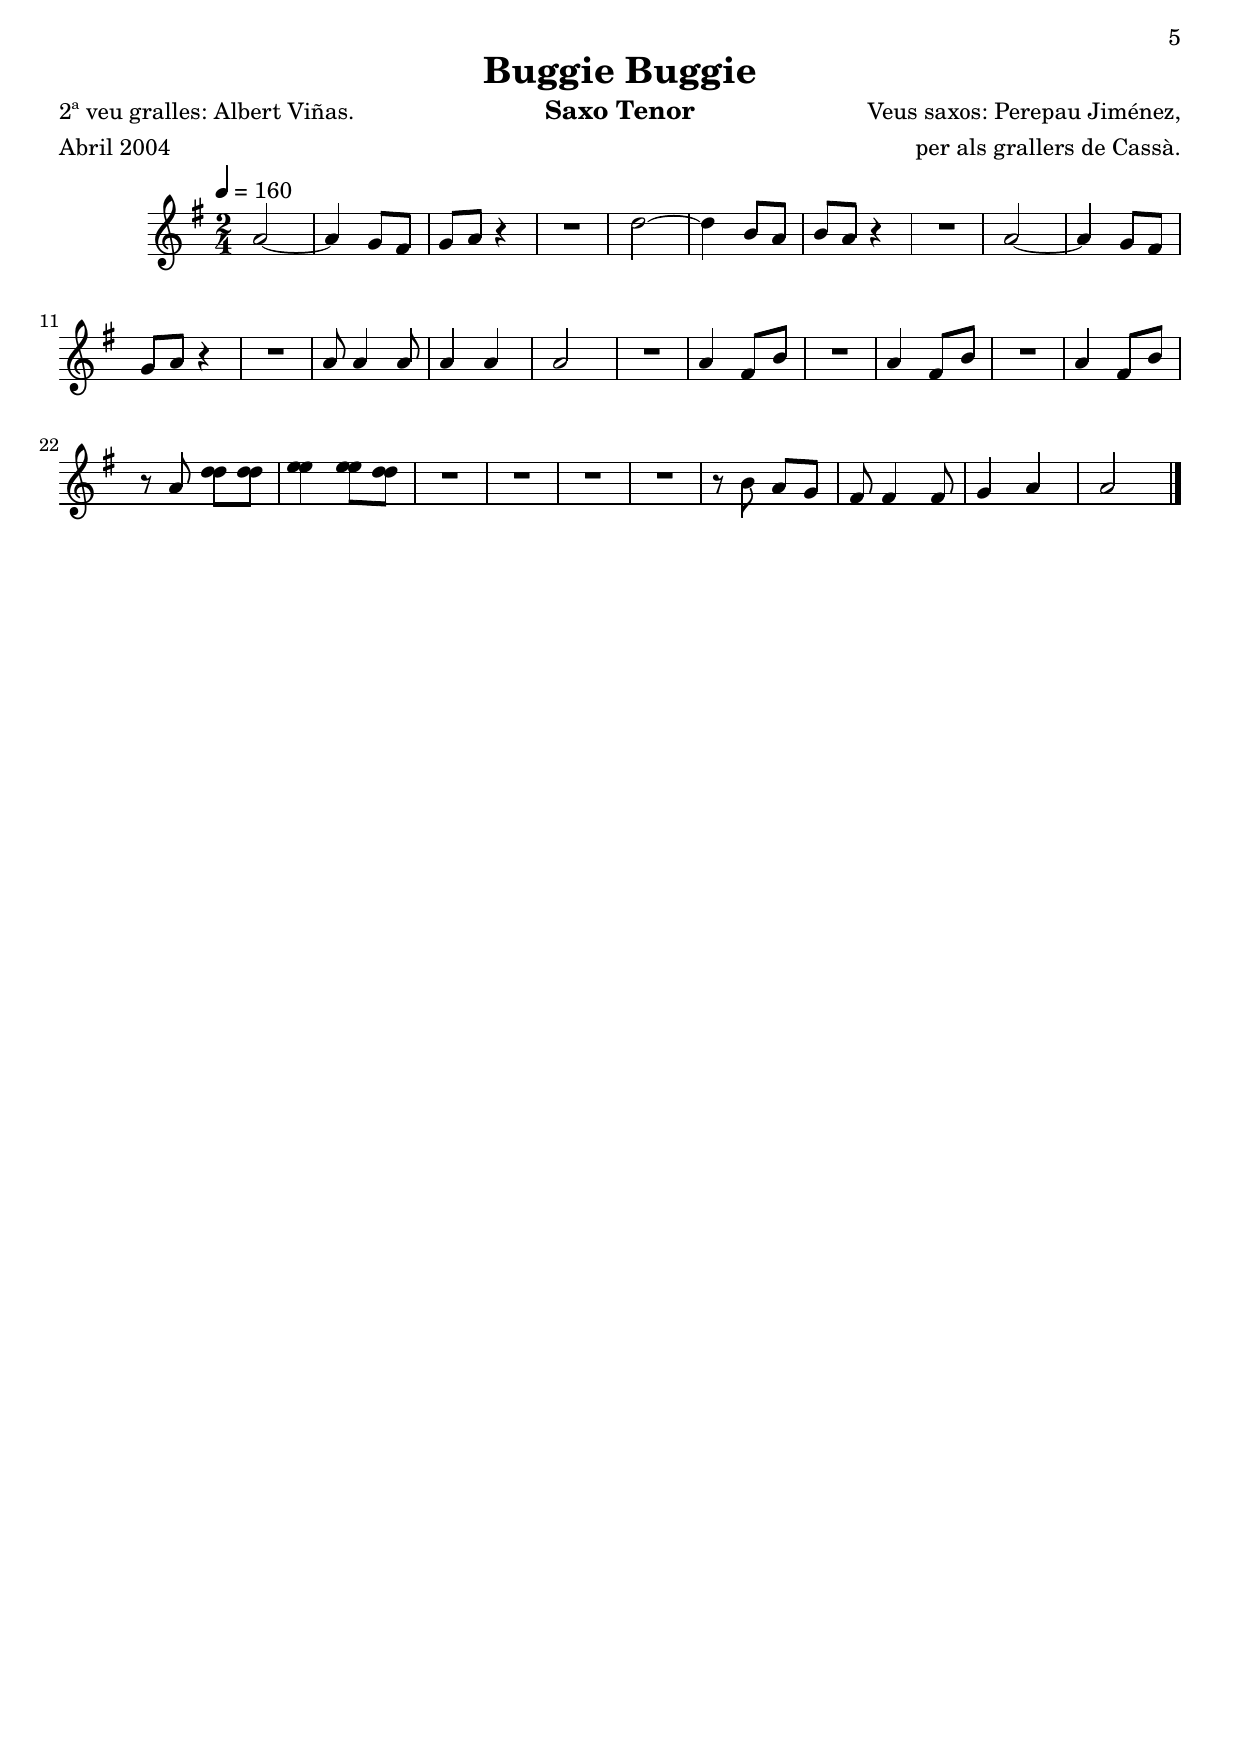 5
Buggie Buggie
2ª veu gralles: Albert Viñas.
Saxo Tenor
Veus saxos: Perepau Jiménez,
Abril 2004
per als grallers de Cassà.
= 160
2
4
11
22